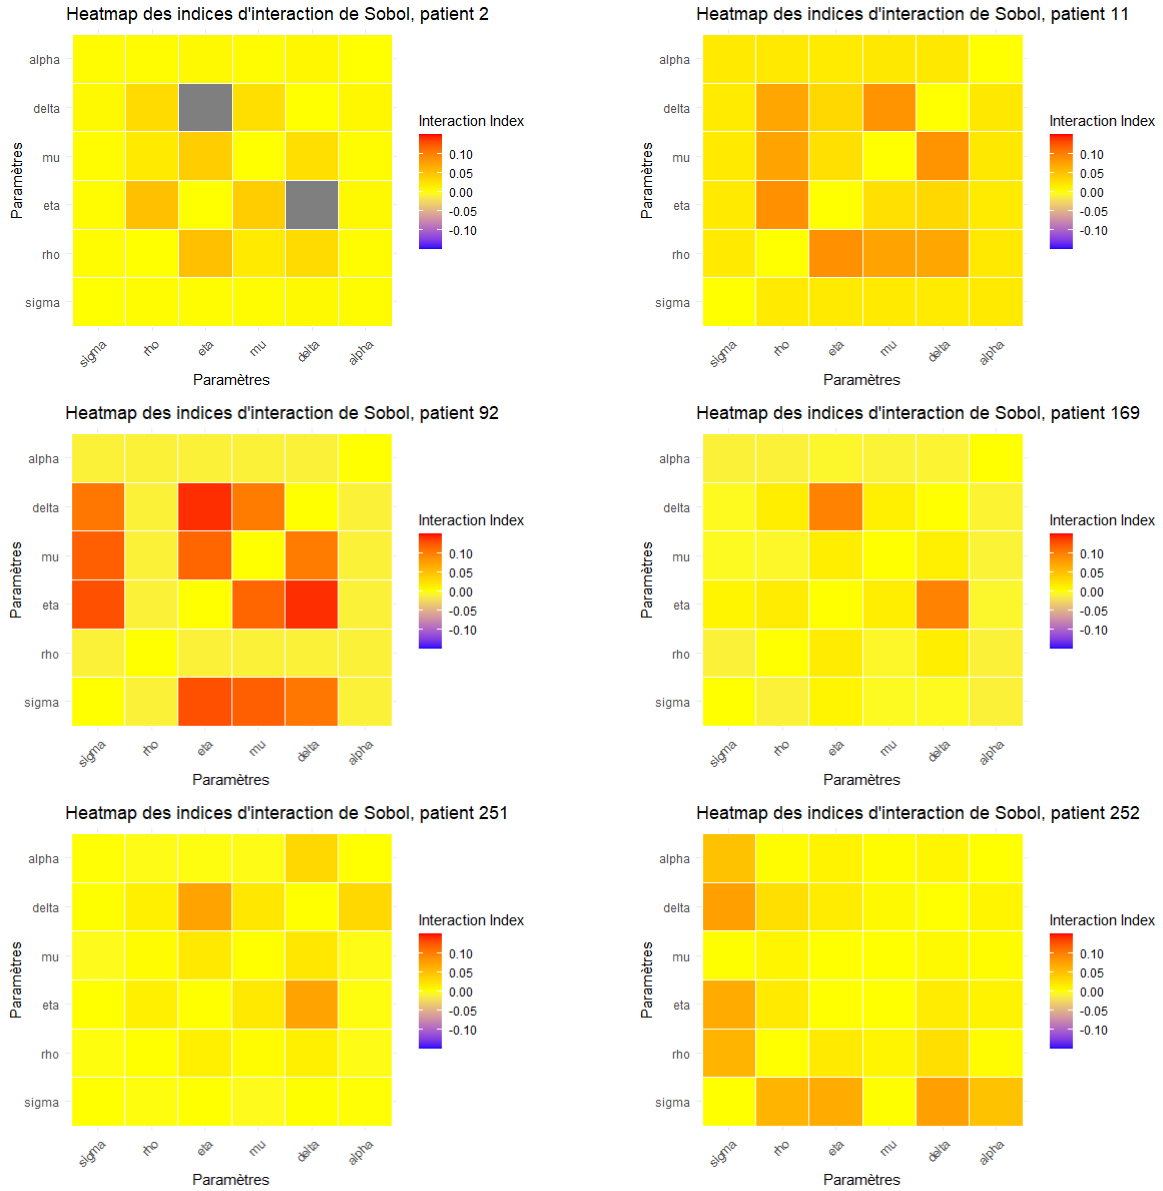 Heatmap des indices d'interaction de Sobol, patient 2
Paramètres
alpha
delta
mu
eta
rho
sigma
sigma rho eta mu delta alpha
Paramètres
Interaction Index
0.10
0.05
0.00
-0.05
-0.10
Heatmap des indices d'interaction de Sobol, patient 11
Paramètres
alpha
delta
mu
eta
rho
sigma
sigma rho eta mu delta alpha
Paramètres
Interaction Index
0.10
0.05
0.00
-0.05
-0.10
Heatmap des indices d'interaction de Sobol, patient 92
Paramètres
alpha
delta
mu
eta
rho
sigma
sigma rho eta mu delta alpha
Paramètres
Interaction Index
0.10
0.05
0.00
-0.05
-0.10
Heatmap des indices d'interaction de Sobol, patient 169
Paramètres
alpha
delta
mu
eta
rho
sigma
sigma rho eta mu delta alpha
Paramètres
Interaction Index
0.10
0.05
0.00
-0.05
-0.10
Heatmap des indices d'interaction de Sobol, patient 251
Paramètres
alpha
delta
mu
eta
rho
sigma
sigma rho eta mu delta alpha
Paramètres
Interaction Index
0.10
0.05
0.00
-0.05
-0.10
Heatmap des indices d'interaction de Sobol, patient 252
Paramètres
alpha
delta
mu
eta
rho
sigma
sigma rho eta mu delta alpha
Paramètres
Interaction Index
0.10
0.05
0.00
-0.05
-0.10